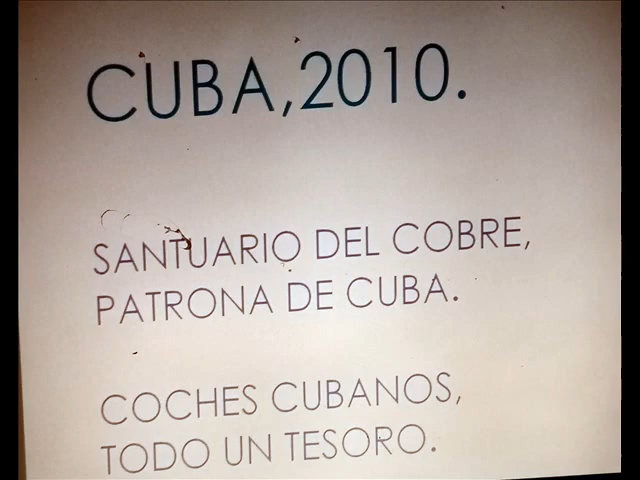 CUBA,2010.
SANTUARIO DEL COBRE,
PATRONA DE CUBA.
COCHES CUBANOS,
TODO UN TESORO.